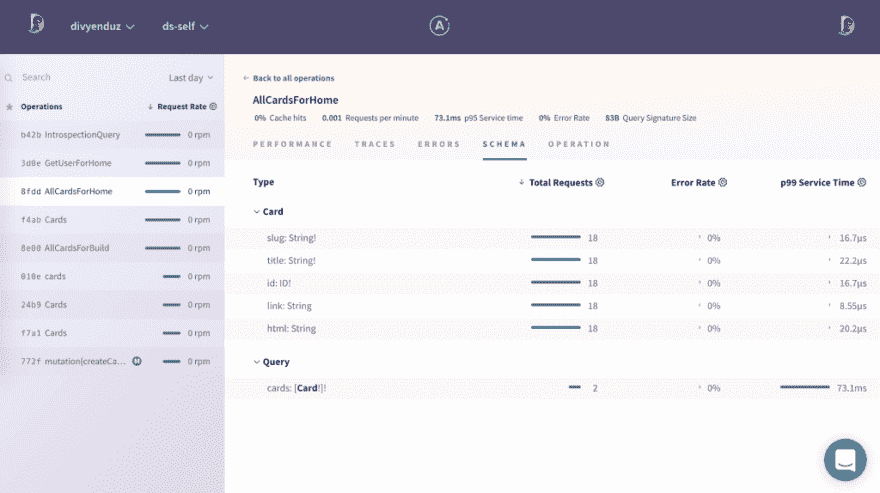 divyenduz ds-self
Search Last day
Operations Request Rate
b42b IntrospectionQuery 0 rpm
3d0e GetUserForHome 0 rpm
8fdd AllCardsForHome 0 rpm
f4ab Cards 0 rpm
8e00 AllCardsForBuild 0 rpm
010e cards 0 rpm
24b9 Cards 0 rpm
f7a1 Cards 0 rpm
772f mutation{createCa... 0 rpm
← Back to all operations
AllCardsForHome
0% Cache hits 0.001 Requests per minute 73.1ms p95 Service time 0% Error Rate 83B Query Signature Size
PERFORMANCE TRACES ERRORS SCHEMA OPERATION
Type ↓ Total Requests Error Rate p99 Service Time
Card
slug: String! 18 0% 16.7µs
title: String! 18 0% 22.2µs
id: ID! 18 0% 16.7µs
link: String 18 0% 8.55µs
html: String 18 0% 20.2µs
Query
cards: [Card!]! 2 0% 73.1ms